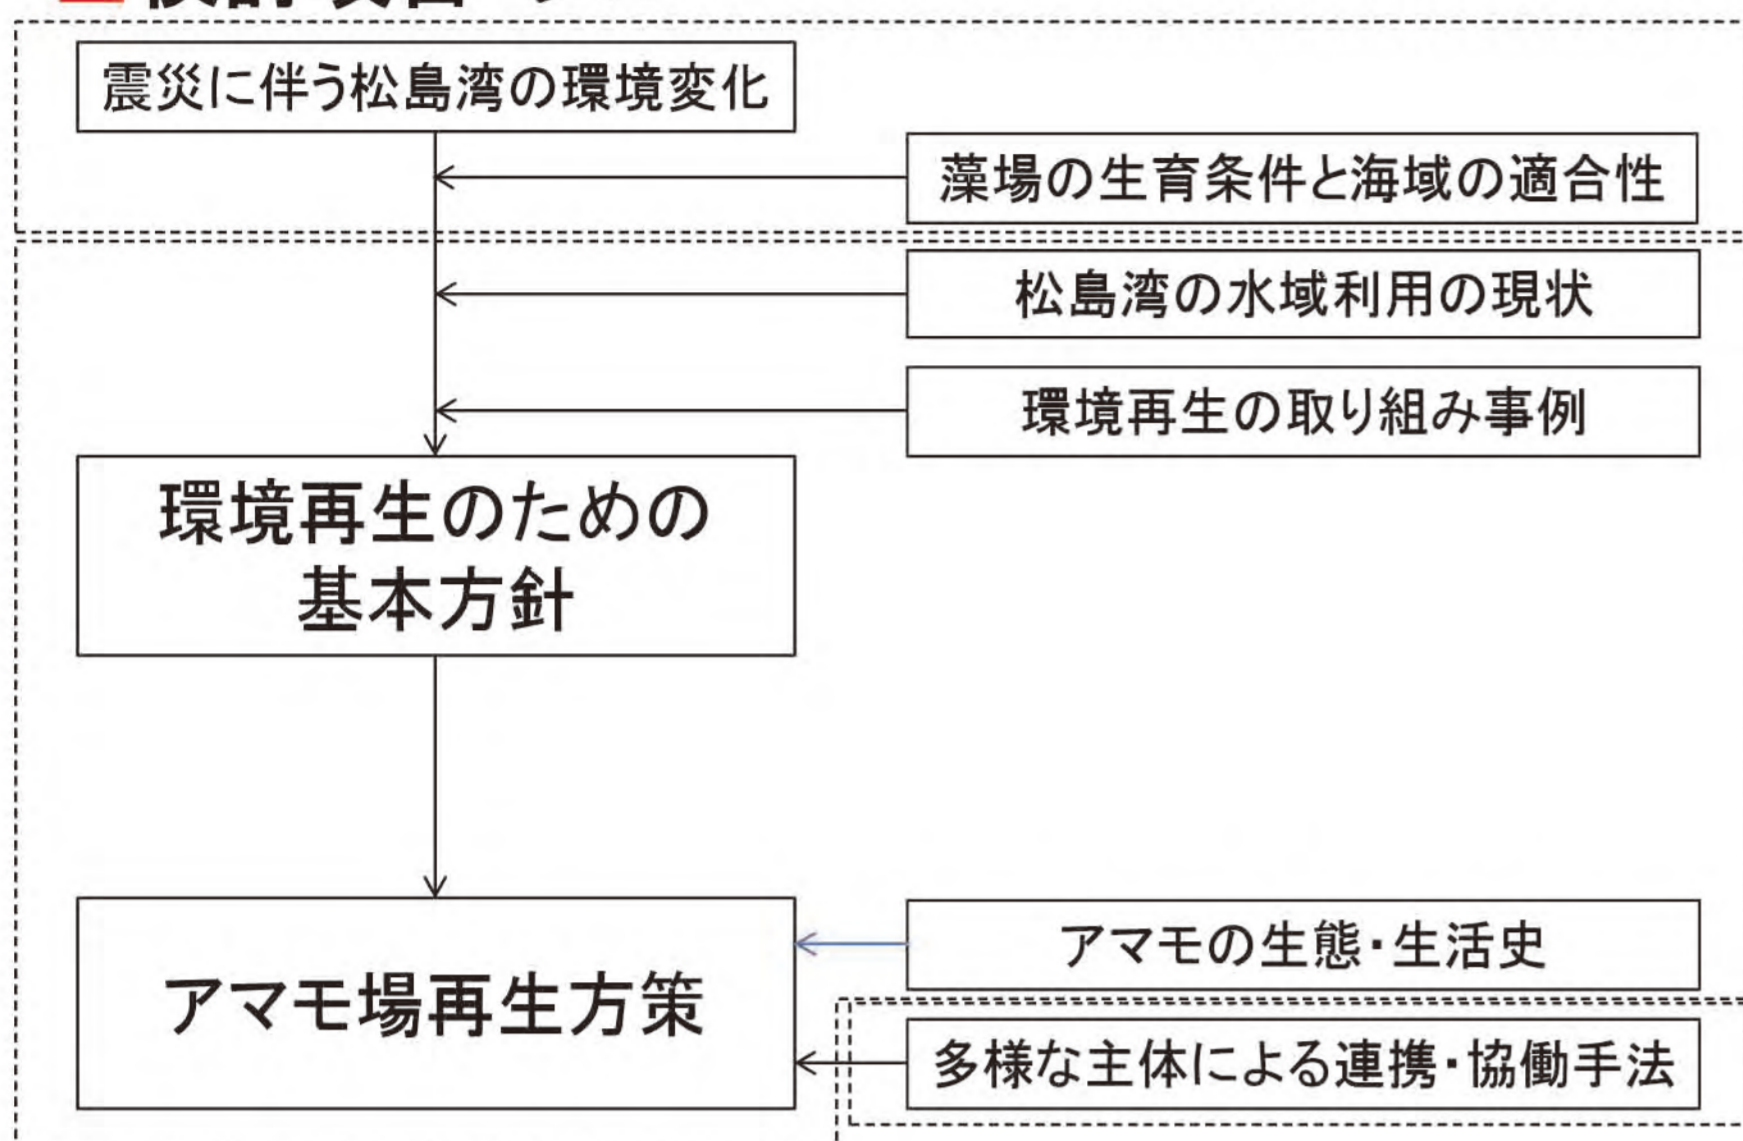 震災に伴う松島湾の環境変化
藻場の生育条件と海域の適合性
松島湾の水域利用の現状
環境再生の取り組み事例
環境再生のための
基本方針
アマモの生態・生活史
アマモ場再生方策
多様な主体による連携・協働手法